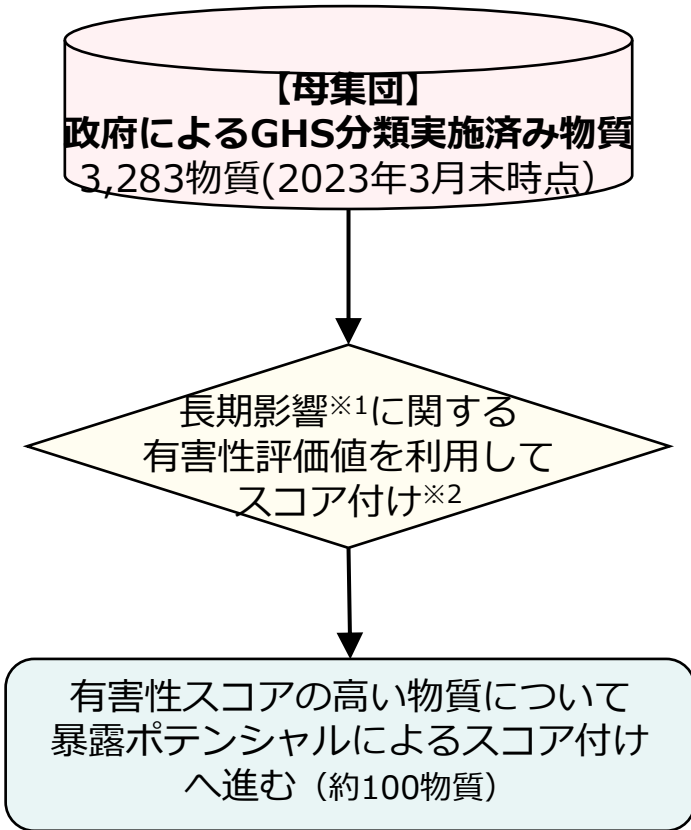 【母集団】
政府によるGHS分類実施済み物質
3,283物質(2023年3月末時点）
長期影響※1に関する
有害性評価値を利用して
スコア付け※2
有害性スコアの高い物質について
暴露ポテンシャルによるスコア付け
へ進む（約100物質）